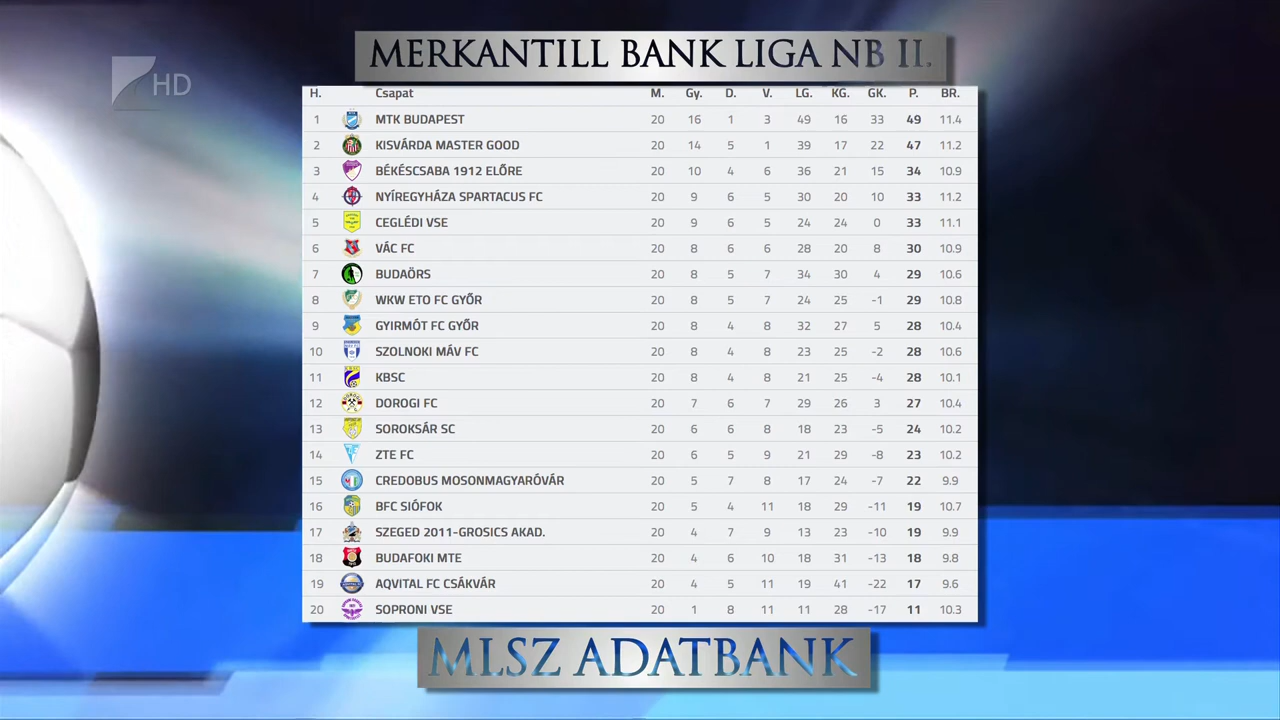 MERKANTILL BANK LIGA NB II.
HD
H. Csapat M. Gy. D. V. LG. KG. GK. P. BR.
1 MTK BUDAPEST 20 16 1 3 49 16 33 49 11.4
2 KISVÁRDA MASTER GOOD 20 14 5 1 39 17 22 47 11.2
3 BÉKÉSCSABA 1912 ELŐRE 20 10 4 6 36 21 15 34 10.9
4 NYÍREGYHÁZA SPARTACUS FC 20 9 6 5 30 20 10 33 11.2
5 CEGLÉDI VSE 20 9 6 5 24 24 0 33 11.1
6 VÁC FC 20 8 6 6 28 20 8 30 10.9
7 BUDAÖRS 20 8 5 7 34 30 4 29 10.6
8 WKW ETO FC GYŐR 20 8 5 7 24 25 -1 29 10.8
9 GYIRMÓT FC GYŐR 20 8 4 8 32 27 5 28 10.4
10 SZOLNOKI MÁV FC 20 8 4 8 23 25 -2 28 10.6
11 KBSC 20 8 4 8 21 25 -4 28 10.1
12 DOROGI FC 20 7 6 7 29 26 3 27 10.4
13 SOROKSÁR SC 20 6 6 8 18 23 -5 24 10.2
14 ZTE FC 20 6 5 9 21 29 -8 23 10.2
15 CREDOBUS MOSONMAGYARÓVÁR 20 5 7 8 17 24 -7 22 9.9
16 BFC SIÓFOK 20 5 4 11 18 29 -11 19 10.7
17 SZEGED 2011-GROSICS AKAD. 20 4 7 9 13 23 -10 19 9.9
18 BUDAFOKI MTE 20 4 6 10 18 31 -13 18 9.8
19 AQVITAL FC CSÁKVÁR 20 4 5 11 19 41 -22 17 9.6
20 SOPRONI VSE 20 1 8 11 11 28 -17 11 10.3
MLSZ ADATBANK